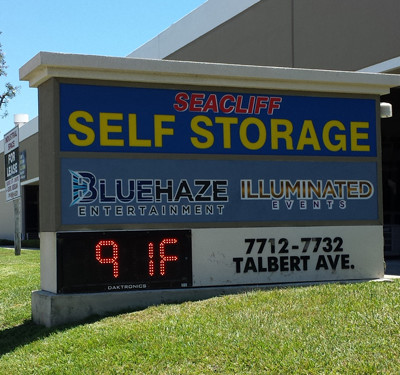 SEACLIFF
SELF STORAGE
BLUEHAZE
ENTERTAINMENT
ILLUMINATED
EVENTS
91F
DAKTRONICS
7712-7732
TALBERT AVE.
FOR
LEASE